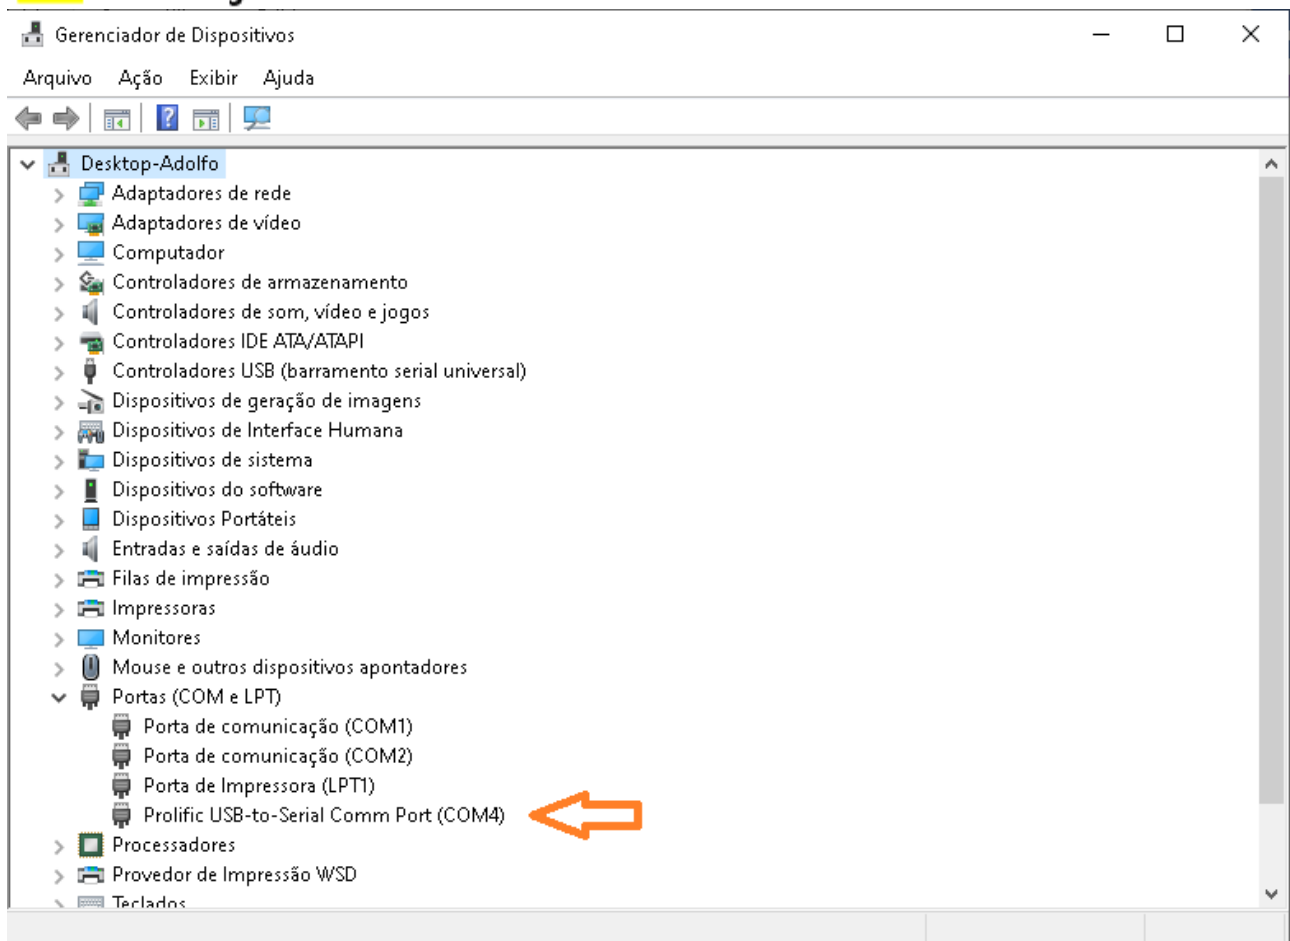 Gerenciador de Dispositivos
Arquivo Ação Exibir Ajuda
Desktop-Adolfo
Adaptadores de rede
Adaptadores de vídeo
Computador
Controladores de armazenamento
Controladores de som, vídeo e jogos
Controladores IDE ATA/ATAPI
Controladores USB (barramento serial universal)
Dispositivos de geração de imagens
Dispositivos de Interface Humana
Dispositivos de sistema
Dispositivos do software
Dispositivos Portáteis
Entradas e saídas de áudio
Filas de impressão
Impressoras
Monitores
Mouse e outros dispositivos apontadores
Portas (COM e LPT)
Porta de comunicação (COM1)
Porta de comunicação (COM2)
Porta de Impressora (LPT1)
Prolific USB-to-Serial Comm Port (COM4)
Processadores
Provedor de Impressão WSD
Teclados